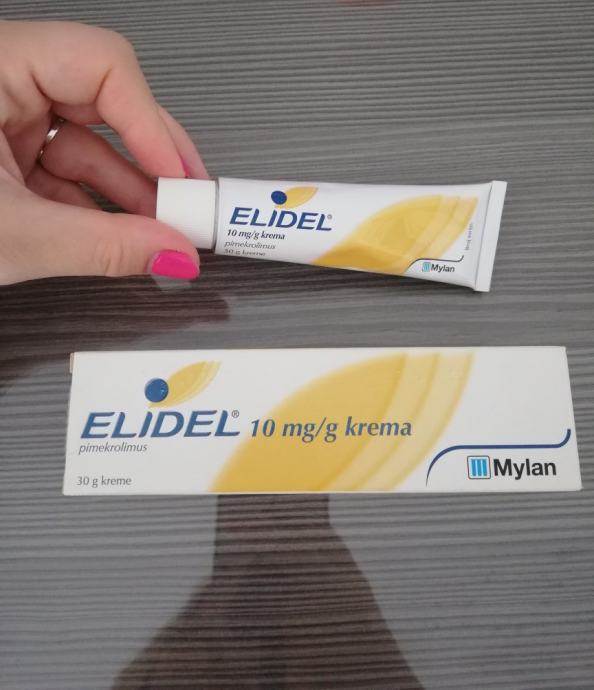 ELIDEL®
10 mg/g krema
pimekrolimus
30 g kreme
Mylan
ELIDEL® 10 mg/g krema
pimekrolimus
30 g kreme
Mylan